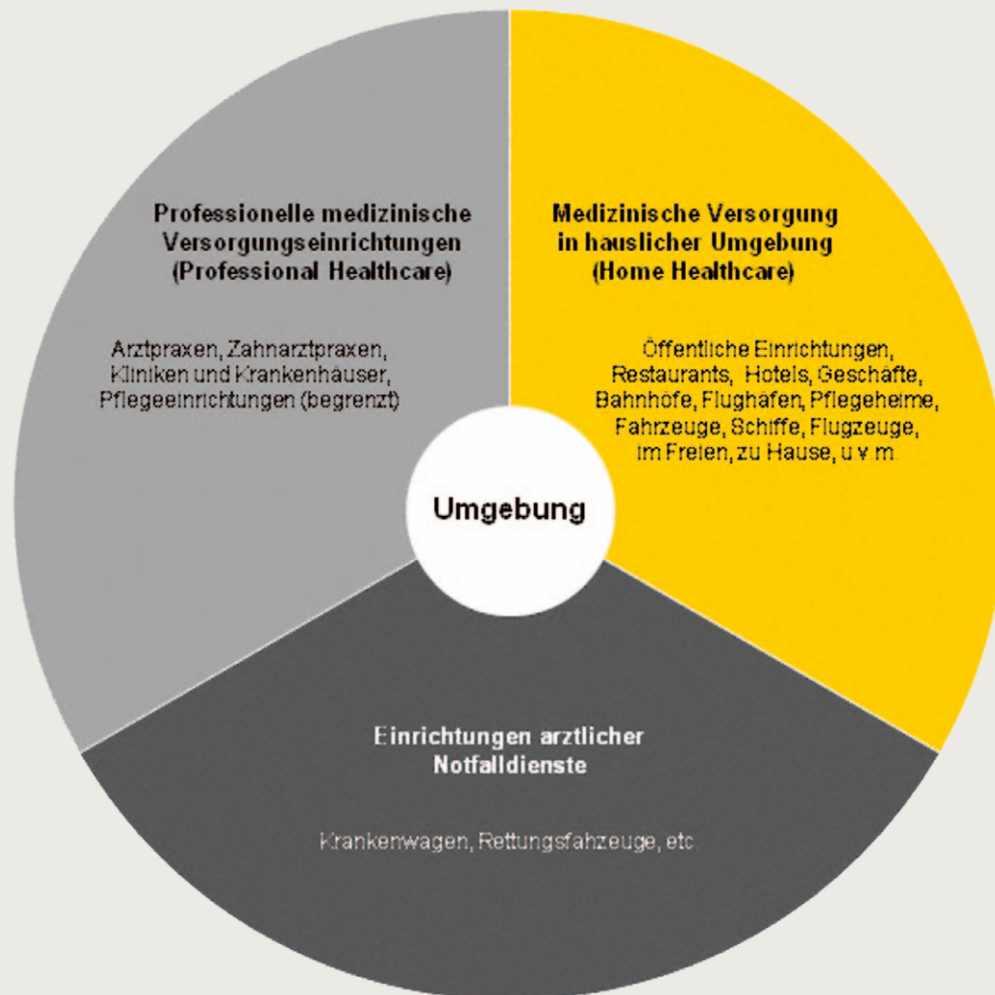 Professionelle medizinische
Versorgungseinrichtungen
(Professional Healthcare)
Arztpraxen, Zahnarztpraxen,
Kliniken und Krankenhäuser,
Pflegeeinrichtungen (begrenzt)
Medizinische Versorgung
in hauslicher Umgebung
(Home Healthcare)
Öffentliche Einrichtungen,
Restaurants, Hotels, Geschäfte,
Bahnhöfe, Flughäfen, Pflegeheime,
Fahrzeuge, Schiffe, Flugzeuge,
im Freien, zu Hause, u.v.m.
Umgebung
Einrichtungen arztlicher
Notfalldienste
Krankenwagen, Rettungsfahrzeuge, etc